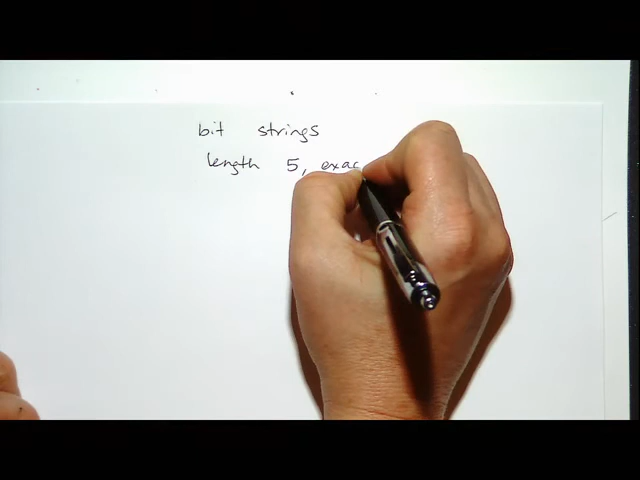 bit strings
length 5, exac